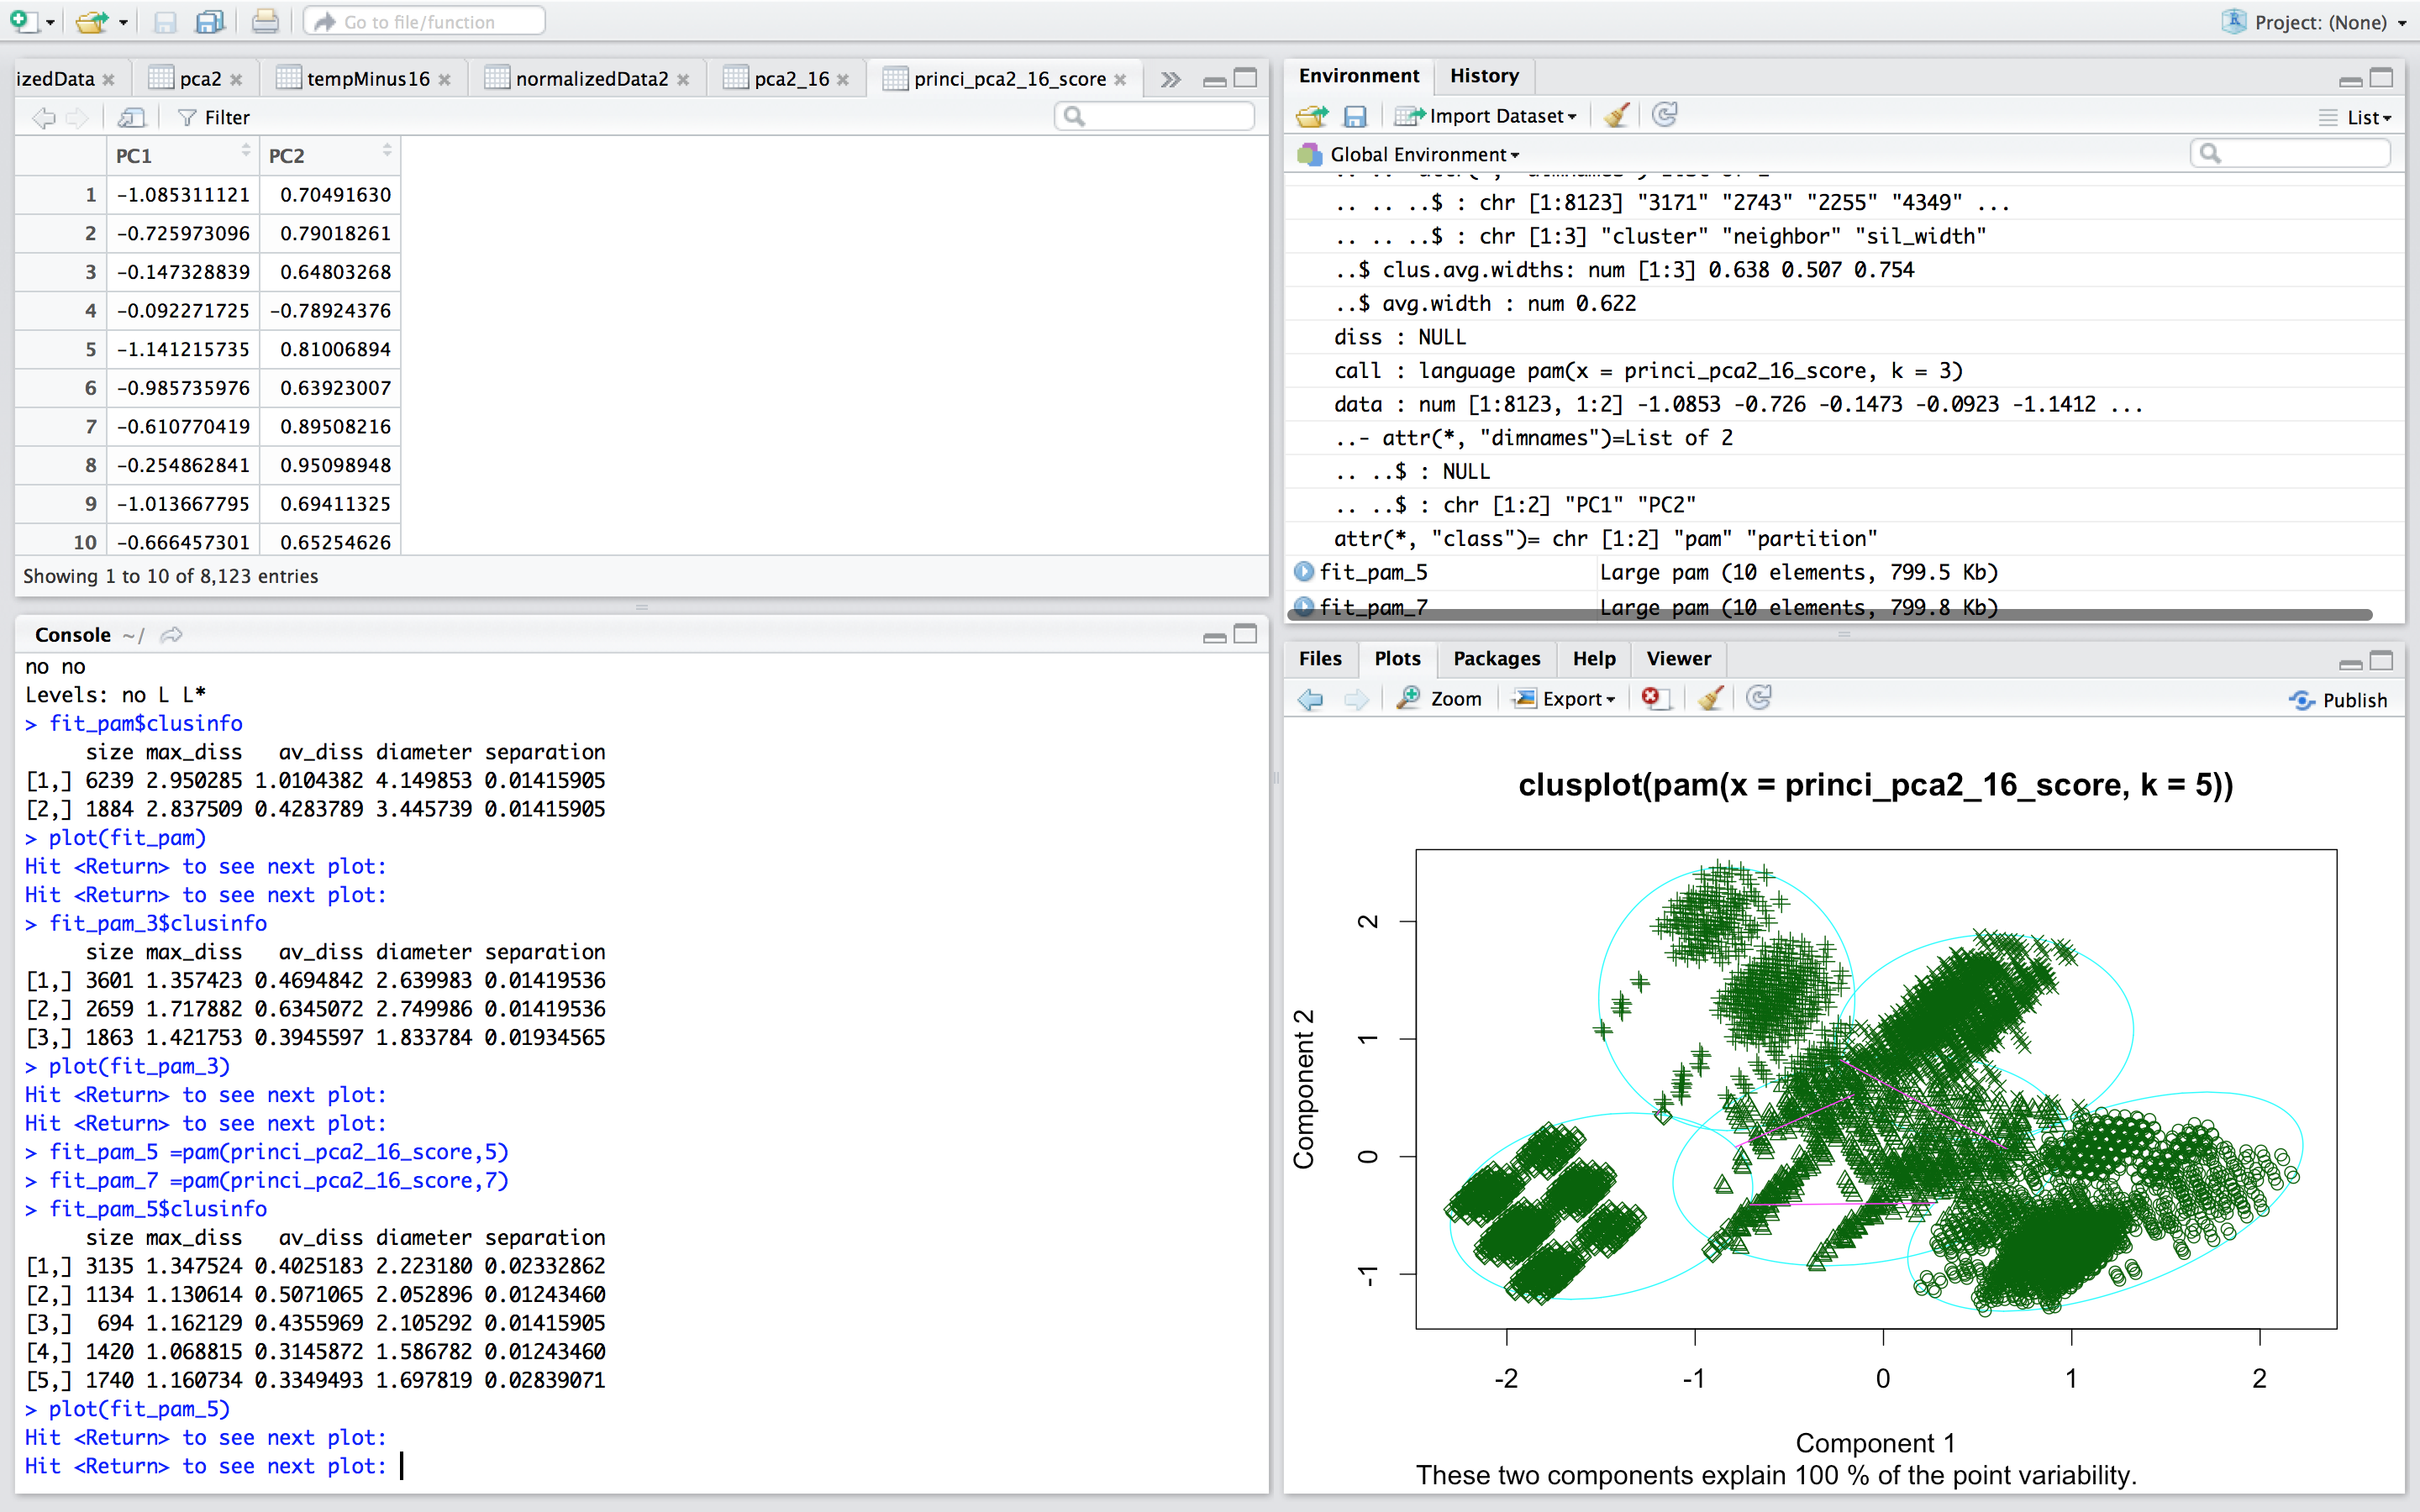 Go to file/function
Project: (None)
izedData
pca2
tempMinus16
normalizedData2
pca2_16
princi_pca2_16_score
Filter
PC1 PC2
1 -1.085311121 0.70491630
2 -0.725973096 0.79018261
3 -0.147328839 0.64803268
4 -0.092271725 -0.78924376
5 -1.141215735 0.81006894
6 -0.985735976 0.63923007
7 -0.610770419 0.89508216
8 -0.254862841 0.95098948
9 -1.013667795 0.69411325
10 -0.666457301 0.65254626
Showing 1 to 10 of 8,123 entries
Console ~/
no no
Levels: no L L*
> fit_pam$clusinfo
size max_diss av_diss diameter separation
[1,] 6239 2.950285 1.0104382 4.149853 0.01415905
[2,] 1884 2.837509 0.4283789 3.445739 0.01415905
> plot(fit_pam)
Hit <Return> to see next plot:
Hit <Return> to see next plot:
> fit_pam_3$clusinfo
size max_diss av_diss diameter separation
[1,] 3601 1.357423 0.4694842 2.639983 0.01419536
[2,] 2659 1.717882 0.6345072 2.749986 0.01419536
[3,] 1863 1.421753 0.3945597 1.833784 0.01934565
> plot(fit_pam_3)
Hit <Return> to see next plot:
Hit <Return> to see next plot:
> fit_pam_5 =pam(princi_pca2_16_score,5)
> fit_pam_7 =pam(princi_pca2_16_score,7)
> fit_pam_5$clusinfo
size max_diss av_diss diameter separation
[1,] 3135 1.347524 0.4025183 2.223180 0.02332862
[2,] 1134 1.130614 0.5071065 2.052896 0.01243460
[3,] 694 1.162129 0.4355969 2.105292 0.01415905
[4,] 1420 1.068815 0.3145872 1.586782 0.01243460
[5,] 1740 1.160734 0.3349493 1.697819 0.02839071
> plot(fit_pam_5)
Hit <Return> to see next plot:
Hit <Return> to see next plot:
Environment History
Import Dataset
List
Global Environment
.. .. ..$ : chr [1:8123] "3171" "2743" "2255" "4349" ...
.. .. ..$ : chr [1:3] "cluster" "neighbor" "sil_width"
..$ clus.avg.widths: num [1:3] 0.638 0.507 0.754
..$ avg.width : num 0.622
diss : NULL
call : language pam(x = princi_pca2_16_score, k = 3)
data : num [1:8123, 1:2] -1.0853 -0.726 -0.1473 -0.0923 -1.1412 ...
..- attr(*, "dimnames")=List of 2
.. ..$ : NULL
.. ..$ : chr [1:2] "PC1" "PC2"
attr(*, "class")= chr [1:2] "pam" "partition"
fit_pam_5 Large pam (10 elements, 799.5 Kb)
fit_pam_7 Large pam (10 elements, 799.8 Kb)
Files Plots Packages Help Viewer
Zoom Export Publish
clusplot(pam(x = princi_pca2_16_score, k = 5))
Component 2
2
1
0
-1
-2 -1 0 1 2
Component 1
These two components explain 100 % of the point variability.